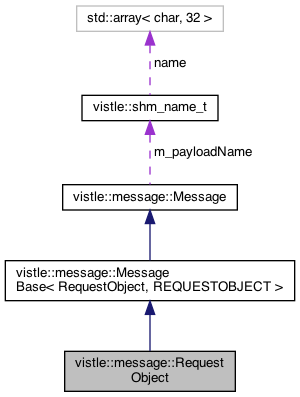 std::array< char, 32 >
name
vistle::shm_name_t
m_payloadName
vistle::message::Message
vistle::message::Message
Base< RequestObject, REQUESTOBJECT >
vistle::message::Request
Object